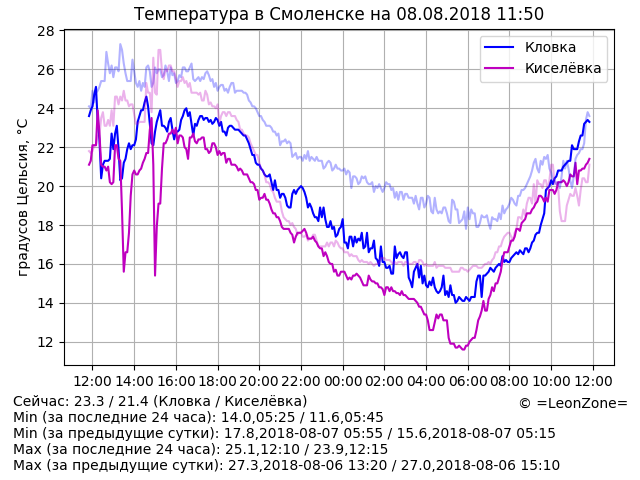 Температура в Смоленске на 08.08.2018 11:50
28
26
24
22
20
18
16
14
12
градусов Цельсия, °C
Кловка
Киселёвка
12:00 14:00 16:00 18:00 20:00 22:00 00:00 02:00 04:00 06:00 08:00 10:00 12:00
Сейчас: 23.3 / 21.4 (Кловка / Киселёвка)
© =LeonZone=
Min (за последние 24 часа): 14.0,05:25 / 11.6,05:45
Min (за предыдущие сутки): 17.8,2018-08-07 05:55 / 15.6,2018-08-07 05:15
Max (за последние 24 часа): 25.1,12:10 / 23.9,12:15
Max (за предыдущие сутки): 27.3,2018-08-06 13:20 / 27.0,2018-08-06 15:10